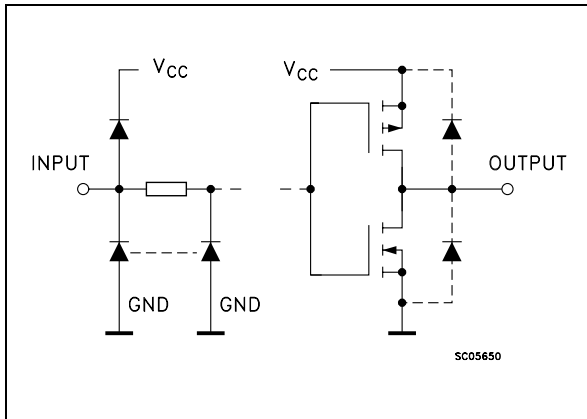 VCC
VCC
INPUT
OUTPUT
GND
GND
SC05650